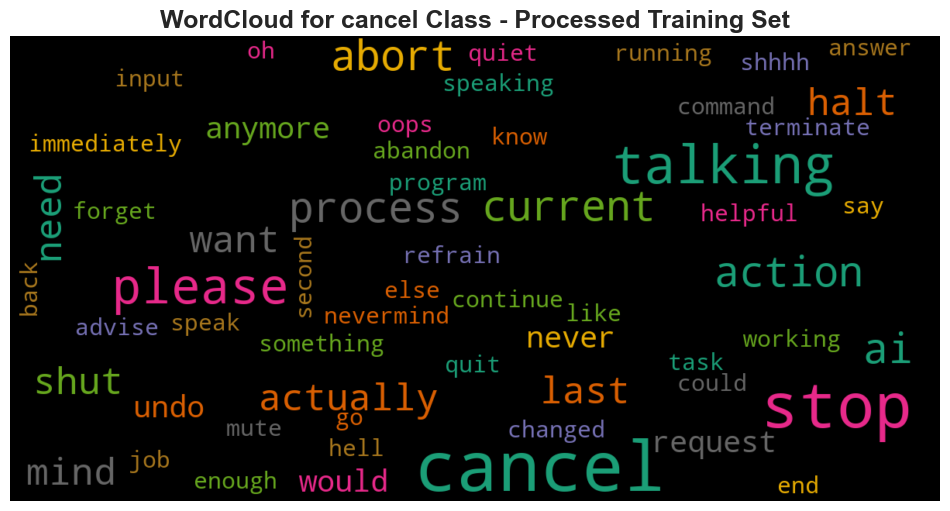 WordCloud for cancel Class - Processed Training Set
oh
abort
quiet
running
shhhh
answer
input
speaking
command
halt
immediately
anymore
oops
abandon
know
terminate
talking
need
forget
program
process
current
helpful
say
want
back
second
refrain
action
please
else
continue
like
advise
speak
nevermind
something
never
working
ai
quit
task
could
shut
undo
actually
go
last
stop
mute
changed
request
mind
job
hell
enough
would
cancel
end